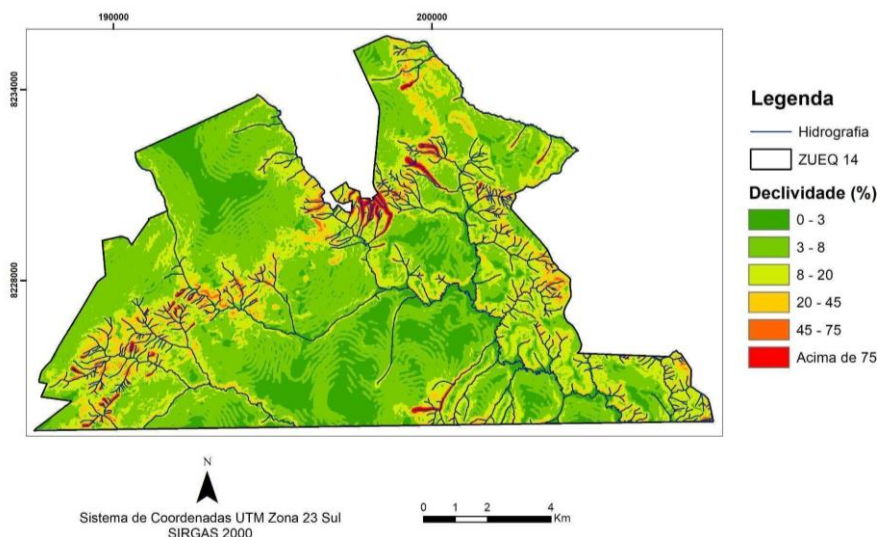 190000
200000
8234000
8228000
Legenda
Hidrografia
ZUEQ 14
Declividade (%)
0 - 3
3 - 8
8 - 20
20 - 45
45 - 75
Acima de 75
N
Sistema de Coordenadas UTM Zona 23 Sul
SIRGAS 2000
0 1 2 4
Km